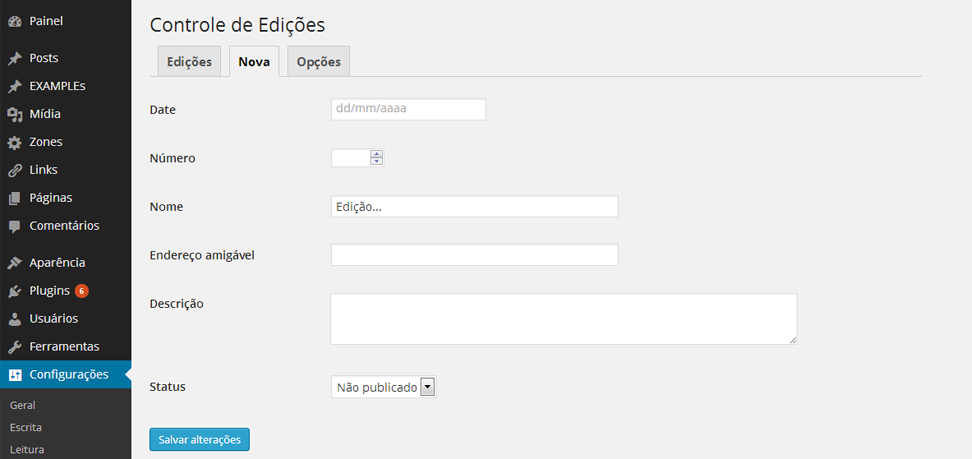 Painel
Posts
EXAMPLEs
Mídia
Zones
Links
Páginas
Comentários
Aparência
Plugins 6
Usuários
Ferramentas
Configurações
Geral
Escrita
Leitura
Controle de Edições
Edições Nova Opções
Date dd/mm/aaaa
Número
Nome Edição...
Endereço amigável
Descrição
Status Não publicado
Salvar alterações